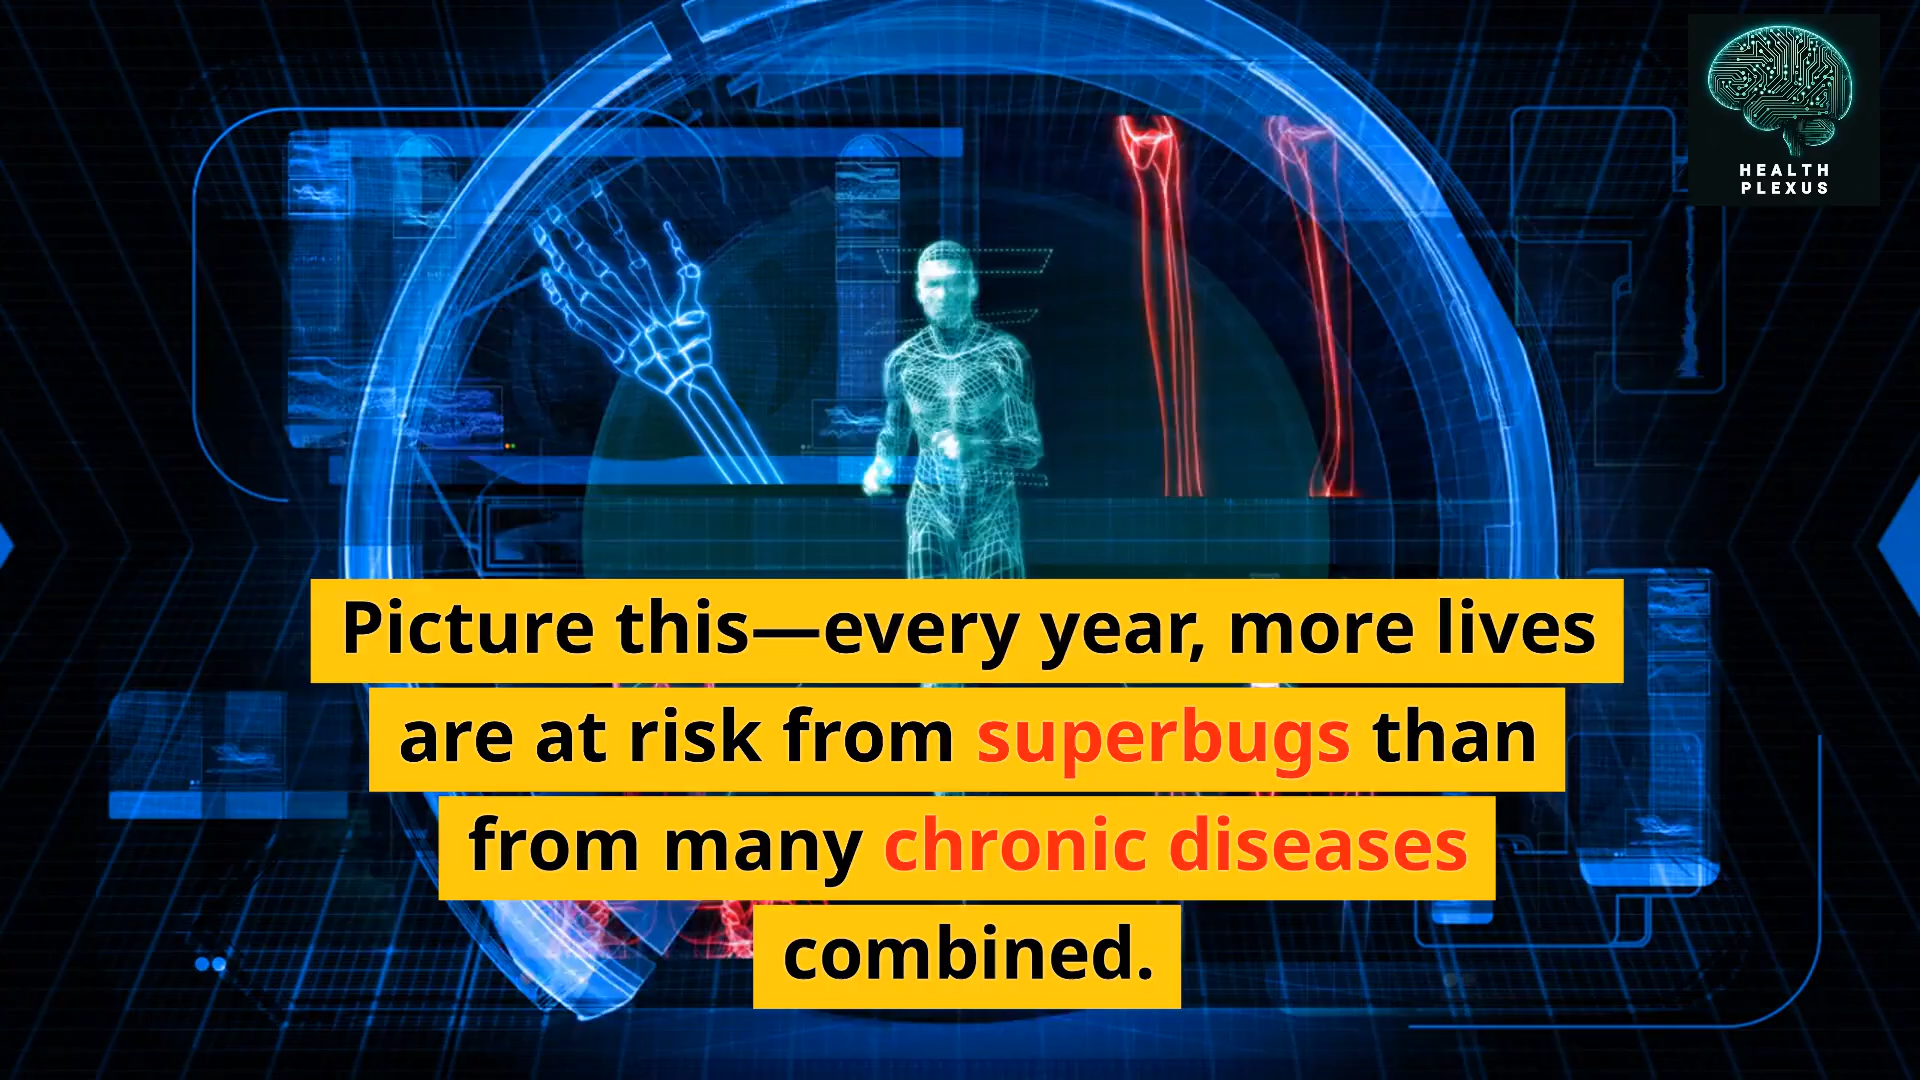 HEALTH
PLEXUS
Picture this—every year, more lives
are at risk from superbugs than
from many chronic diseases
combined.